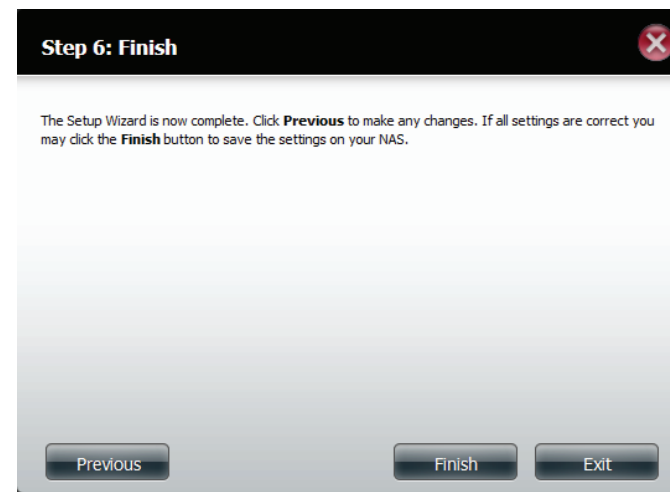 Step 6: Finish
The Setup Wizard is now complete. Click Previous to make any changes. If all settings are correct you
may click the Finish button to save the settings on your NAS.
Previous
Finish
Exit